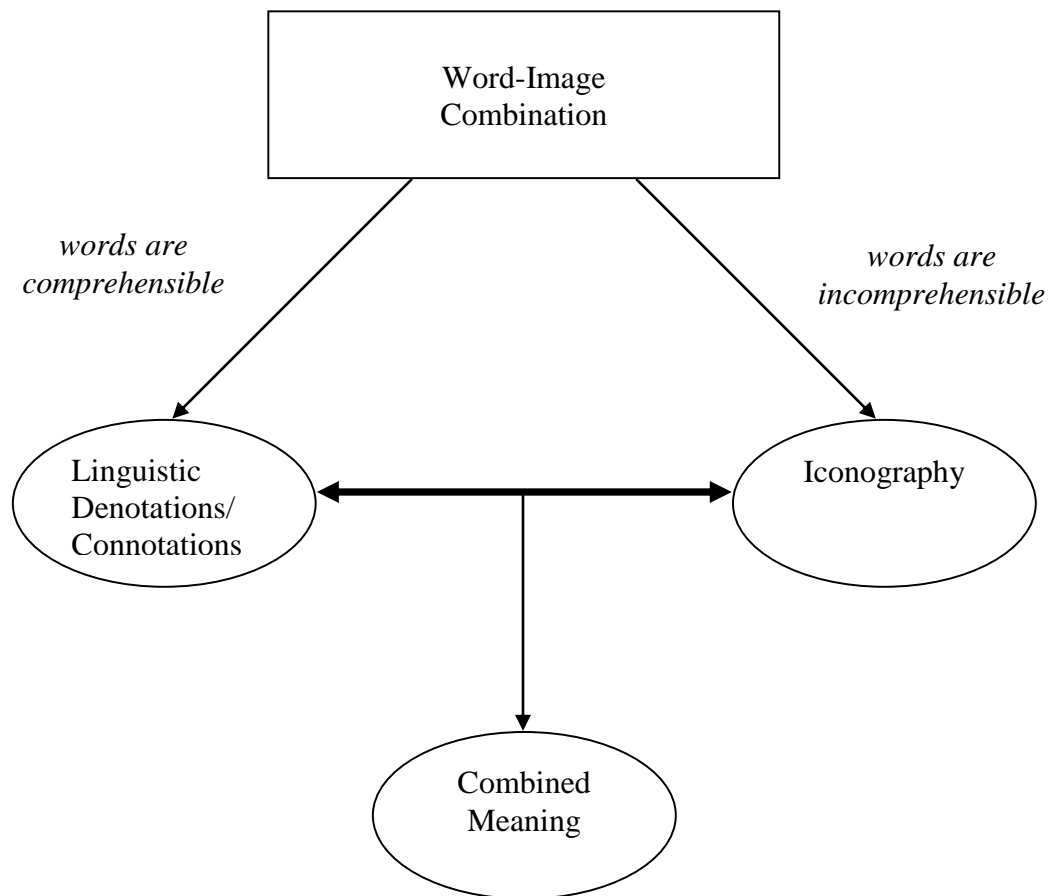 Word-Image
Combination
words are
comprehensible
words are
incomprehensible
Linguistic
Denotations/
Connotations
Iconography
Combined
Meaning